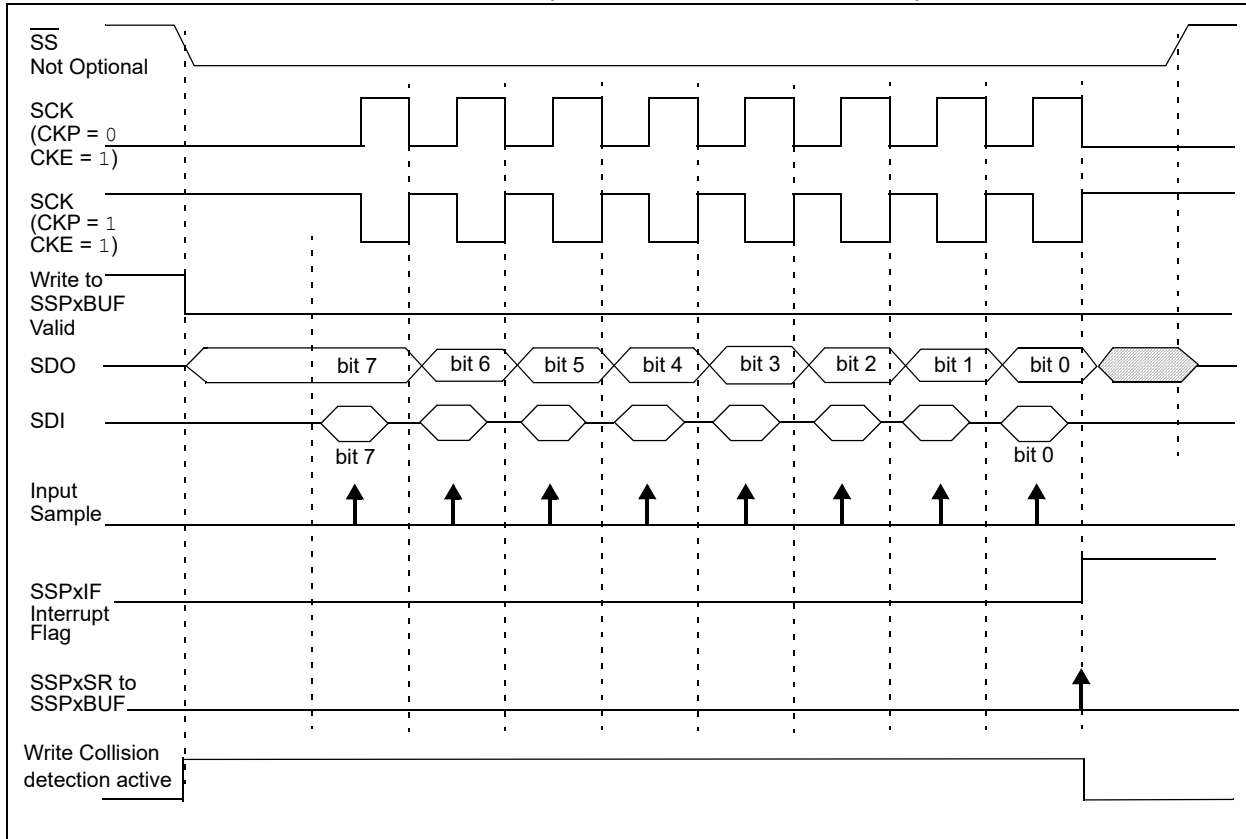 SS
Not Optional
SCK
(CKP = 0
CKE = 1)
SCK
(CKP = 1
CKE = 1)
Write to
SSPxBUF
Valid
SDO
bit 7
bit 6
bit 5
bit 4
bit 3
bit 2
bit 1
bit 0
SDI
bit 7
bit 0
Input
Sample
SSPxIF
Interrupt
Flag
SSPxSR to
SSPxBUF
Write Collision
detection active